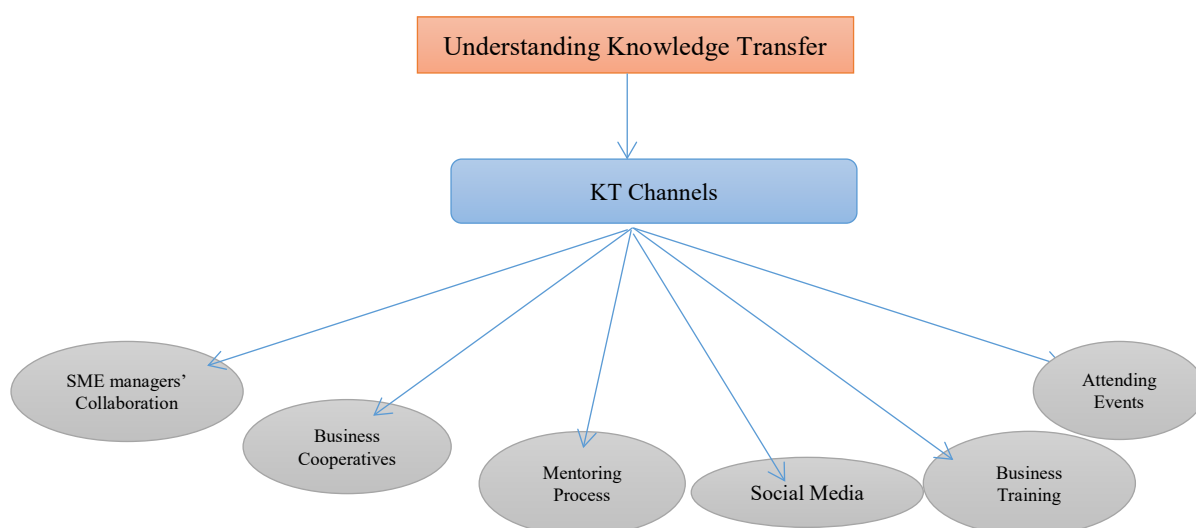 Understanding Knowledge Transfer
KT Channels
SME managers’
Collaboration
Business
Cooperatives
Mentoring
Process
Social Media
Business
Training
Attending
Events